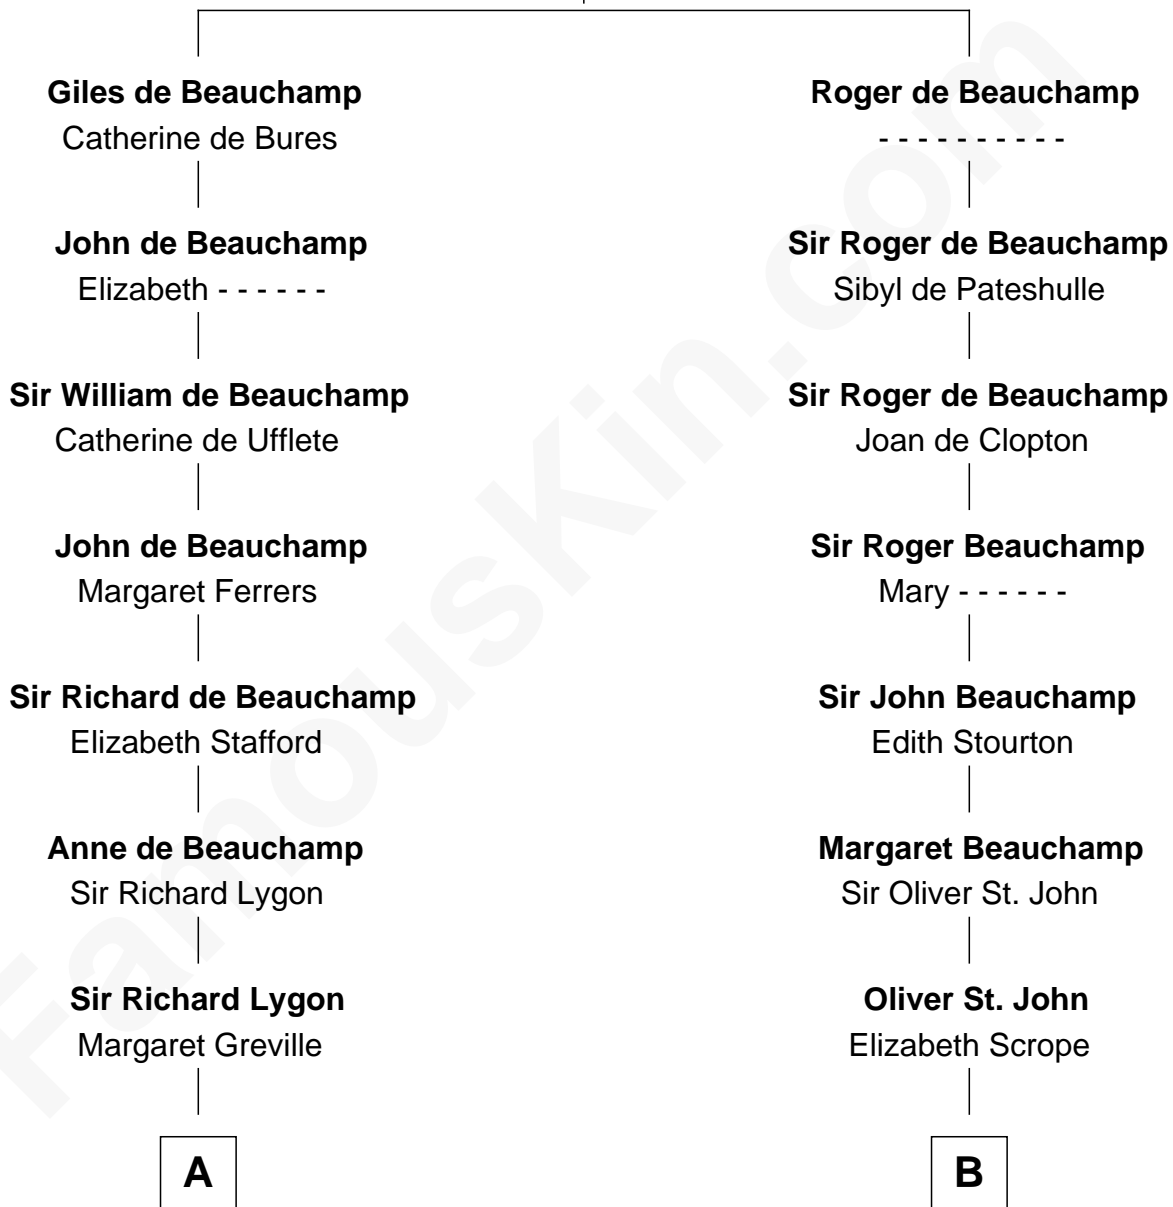 Giles de Beauchamp
Catherine de Bures
John de Beauchamp
Elizabeth - - - - - -
Sir William de Beauchamp
Catherine de Ufflete
John de Beauchamp
Margaret Ferrers
Sir Richard de Beauchamp
Elizabeth Stafford
Anne de Beauchamp
Sir Richard Lygon
Sir Richard Lygon
Margaret Greville
A
Roger de Beauchamp
- - - - - - - - - -
Sir Roger de Beauchamp
Sibyl de Pateshulle
Sir Roger de Beauchamp
Joan de Clopton
Sir Roger Beauchamp
Mary - - - - - -
Sir John Beauchamp
Edith Stourton
Margaret Beauchamp
Sir Oliver St. John
Oliver St. John
Elizabeth Scrope
B
FamousKin.com